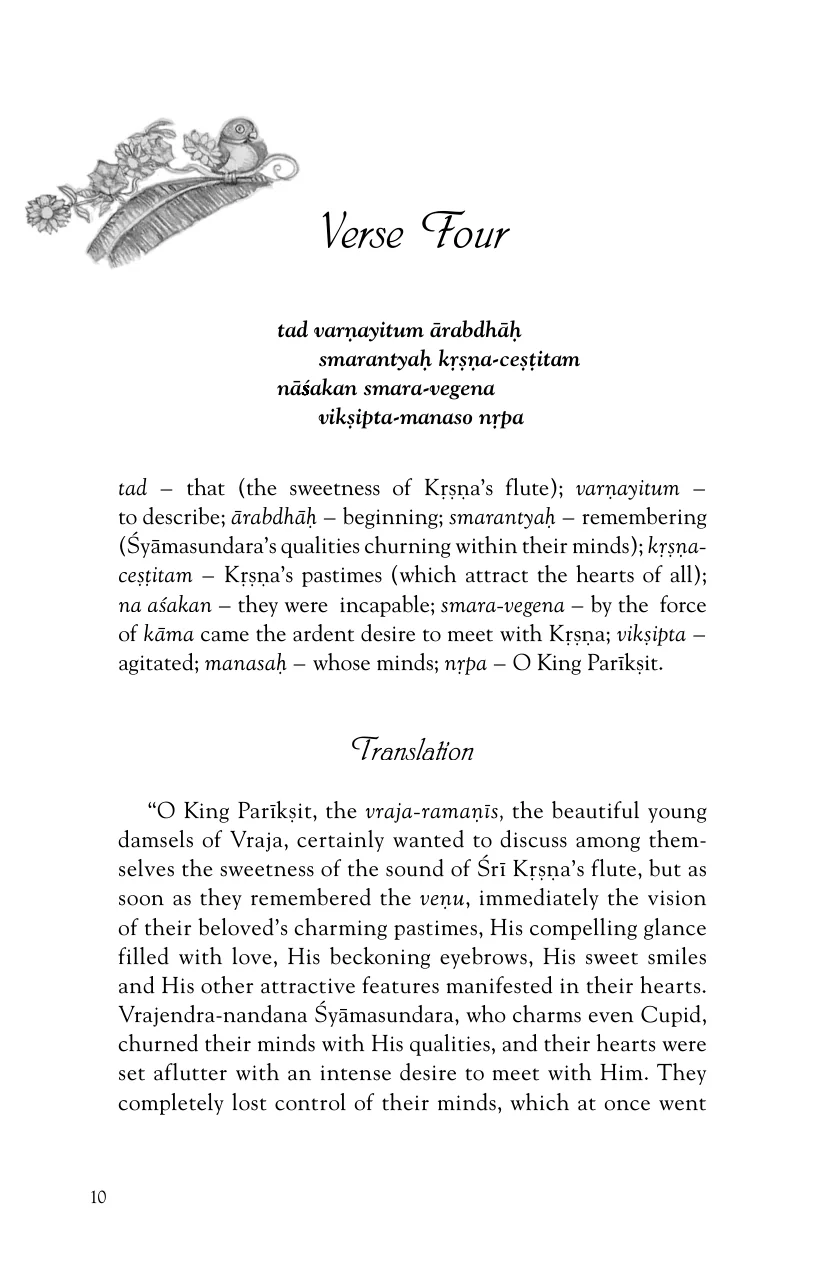 Verse Four
tad varṇayitum ārabdhāḥ
smarantyaḥ kṛṣṇa-ceṣṭitam
nāśakan smara-vegena
vikṣipta-manaso nṛpa
tad – that (the sweetness of Kṛṣṇa’s flute); varṇayitum –
to describe; ārabdhāḥ – beginning; smarantyaḥ – remembering
(Śyāmasundara’s qualities churning within their minds); kṛṣṇa-
ceṣṭitam – Kṛṣṇa’s pastimes (which attract the hearts of all);
na aśakan – they were incapable; smara-vegena – by the force
of kāma came the ardent desire to meet with Kṛṣṇa; vikṣipta –
agitated; manasaḥ – whose minds; nṛpa – O King Parīkṣit.
Translation
“O King Parīkṣit, the vraja-ramaṇīs, the beautiful young
damsels of Vraja, certainly wanted to discuss among them-
selves the sweetness of the sound of Śrī Kṛṣṇa’s flute, but as
soon as they remembered the veṇu, immediately the vision
of their beloved’s charming pastimes, His compelling glance
filled with love, His beckoning eyebrows, His sweet smiles
and His other attractive features manifested in their hearts.
Vrajendra-nandana Śyāmasundara, who charms even Cupid,
churned their minds with His qualities, and their hearts were
set aflutter with an intense desire to meet with Him. They
completely lost control of their minds, which at once went
10